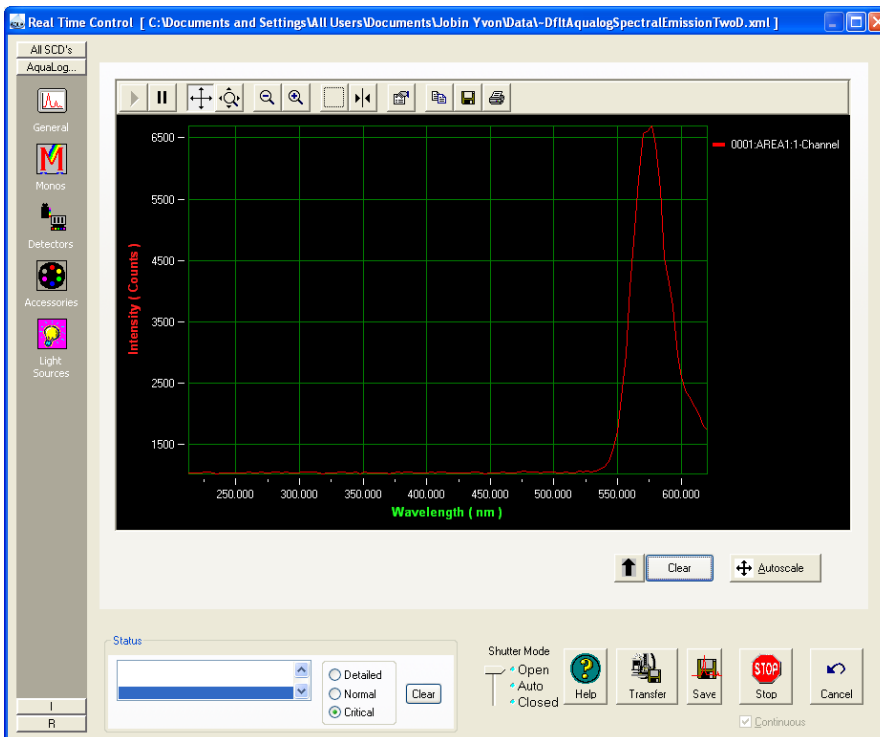 Real Time Control [ C:\Documents and Settings\All Users\Documents\Jobin Yvon\Data\~DfltAqualogSpectralEmissionTwoD.xml ]
All SCD's
AquaLog...
General
Monos
Detectors
Accessories
Light
Sources
I
R
6500
5500
4500
3500
2500
1500
Intensity ( Counts )
250.000 300.000 350.000 400.000 450.000 500.000 550.000 600.000
Wavelength ( nm )
0001:AREA1:1-Channel
Clear
Autoscale
Status
Detailed
Normal
Critical
Clear
Shutter Mode
Open
Auto
Closed
Help
Transfer
Save
STOP
Stop
Cancel
Continuous